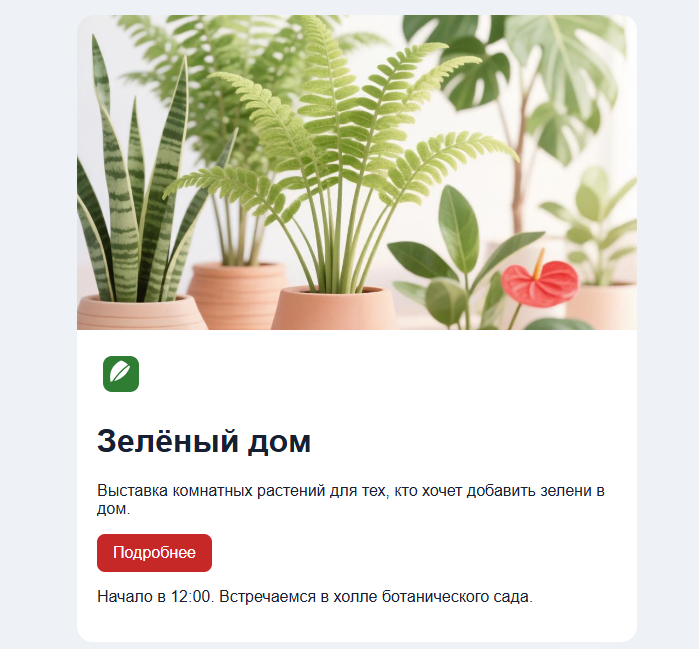 Зелёный дом
Выставка комнатных растений для тех, кто хочет добавить зелени в
дом.
Подробнее
Начало в 12:00. Встречаемся в холле ботанического сада.